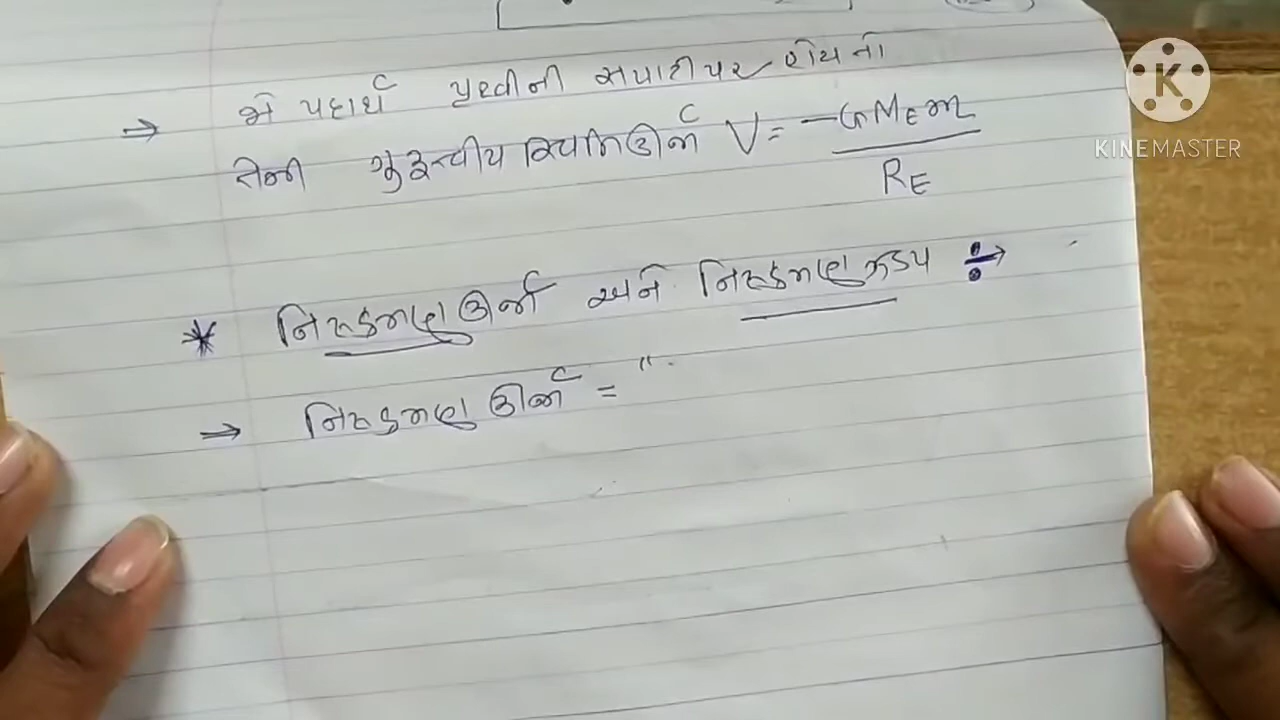 → જો પદાર્થ પૃથ્વીની સપાટી પર હોય તો
તેની ગુરુત્વીય સ્થિતિઊર્જા V = -GMEm / RE
* નિષ્ક્રમણ ઊર્જા અને નિષ્ક્રમણ ઝડપ ÷→
→ નિષ્ક્રમણ ઊર્જા = "
KINEMASTER